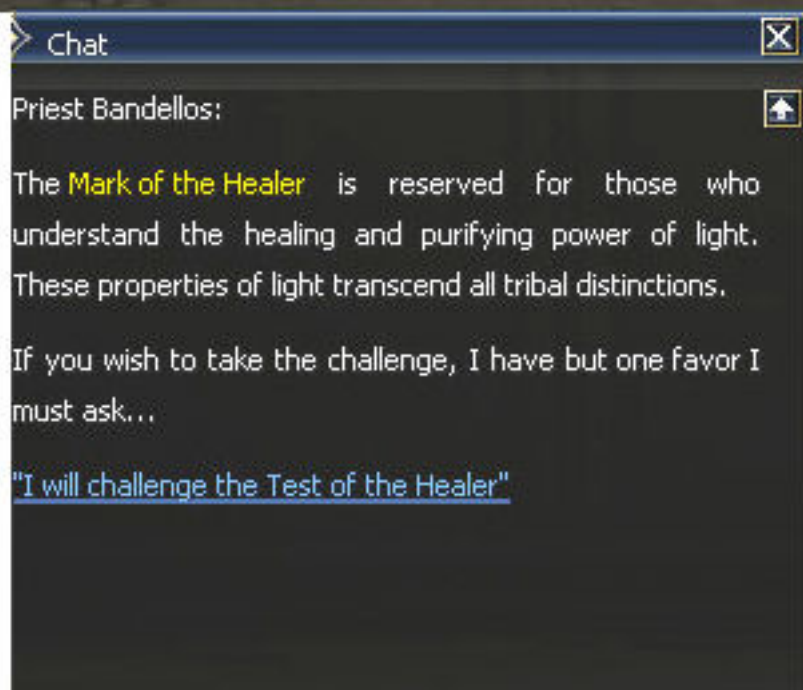 Chat
Priest Bandellos:
The Mark of the Healer is reserved for those who
understand the healing and purifying power of light.
These properties of light transcend all tribal distinctions.
If you wish to take the challenge, I have but one favor I
must ask...
"I will challenge the Test of the Healer"